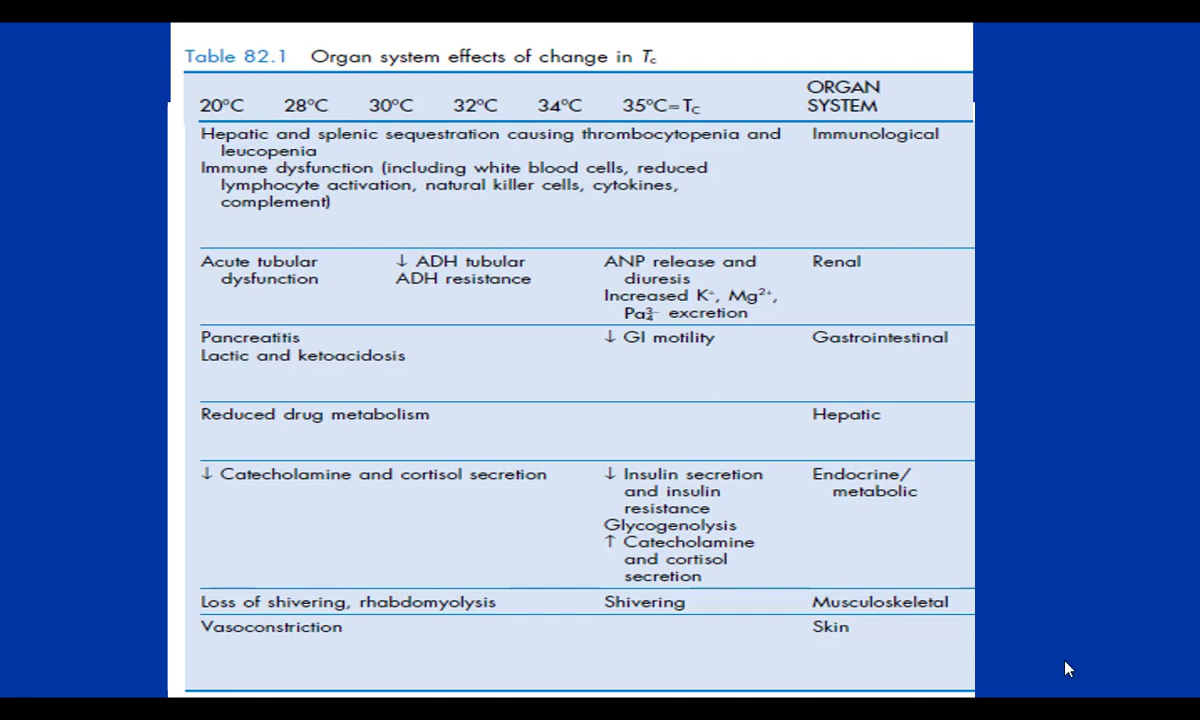 Table 82.1 Organ system effects of change in Tc
ORGAN
20°C 28°C 30°C 32°C 34°C 35°C=TC SYSTEM
Hepatic and splenic sequestration causing thrombocytopenia and Immunological
leucopenia
Immune dysfunction (including white blood cells, reduced
lymphocyte activation, natural killer cells, cytokines,
complement)
Acute tubular ↓ ADH tubular ANP release and Renal
dysfunction ADH resistance diuresis
Increased K⁺, Mg²⁺,
Pa₄³⁻ excretion
Pancreatitis ↓ GI motility Gastrointestinal
Lactic and ketoacidosis
Reduced drug metabolism Hepatic
↓ Catecholamine and cortisol secretion ↓ Insulin secretion Endocrine/
and insulin metabolic
resistance
Glycogenolysis
↑ Catecholamine
and cortisol
secretion
Loss of shivering, rhabdomyolysis Shivering Musculoskeletal
Vasoconstriction Skin